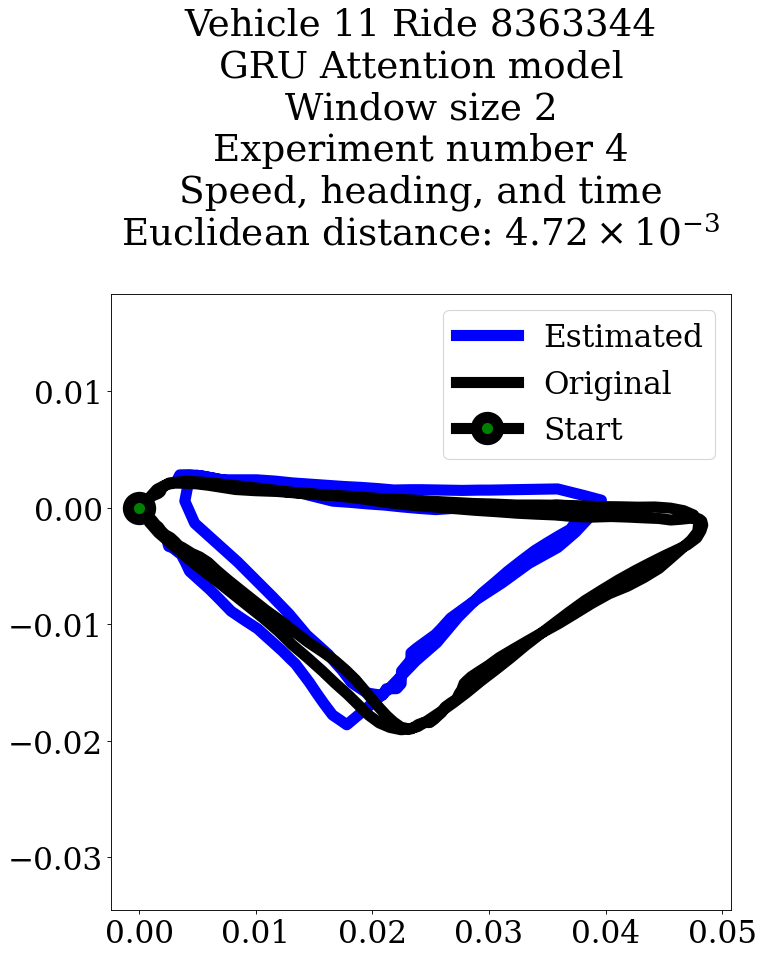 Vehicle 11 Ride 8363344
GRU Attention model
Window size 2
Experiment number 4
Speed, heading, and time
Euclidean distance: 4.72 × 10⁻³
Estimated
Original
Start
0.01
0.00
−0.01
−0.02
−0.03
0.00 0.01 0.02 0.03 0.04 0.05